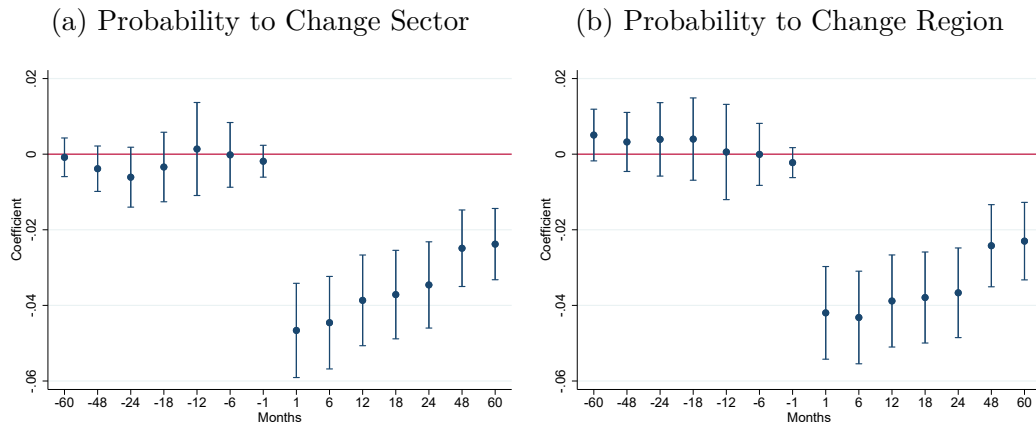 (a) Probability to Change Sector
.02
0
-.02
-.04
-.06
Coefficient
-60 -48 -24 -18 -12 -6 -1 1 6 12 18 24 48 60
Months
(b) Probability to Change Region
.02
0
-.02
-.04
-.06
Coefficient
-60 -48 -24 -18 -12 -6 -1 1 6 12 18 24 48 60
Months